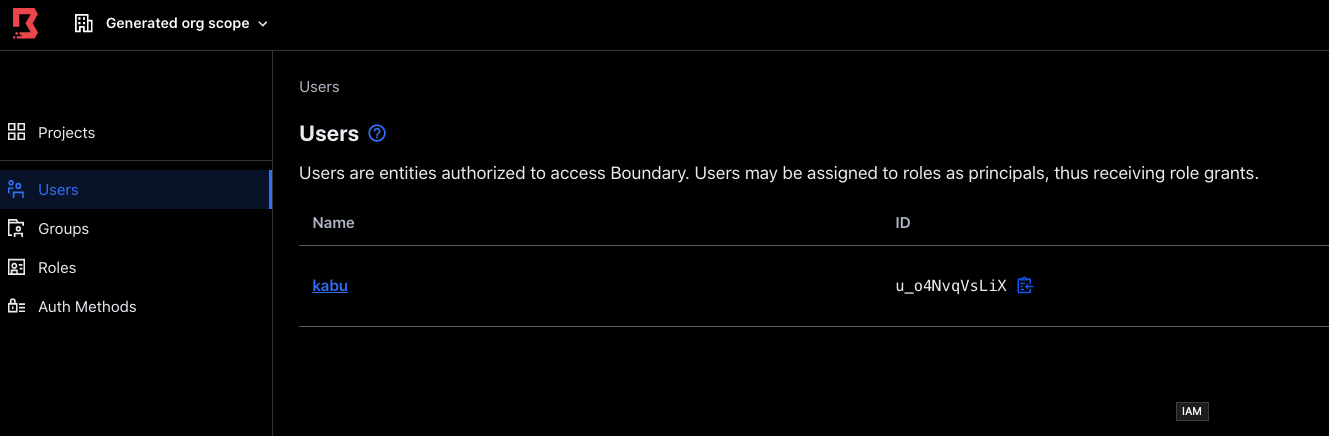 Generated org scope
Projects
Users
Groups
Roles
Auth Methods
Users
Users
Users are entities authorized to access Boundary. Users may be assigned to roles as principals, thus receiving role grants.
Name ID
kabu u_o4NvqVsLiX
IAM